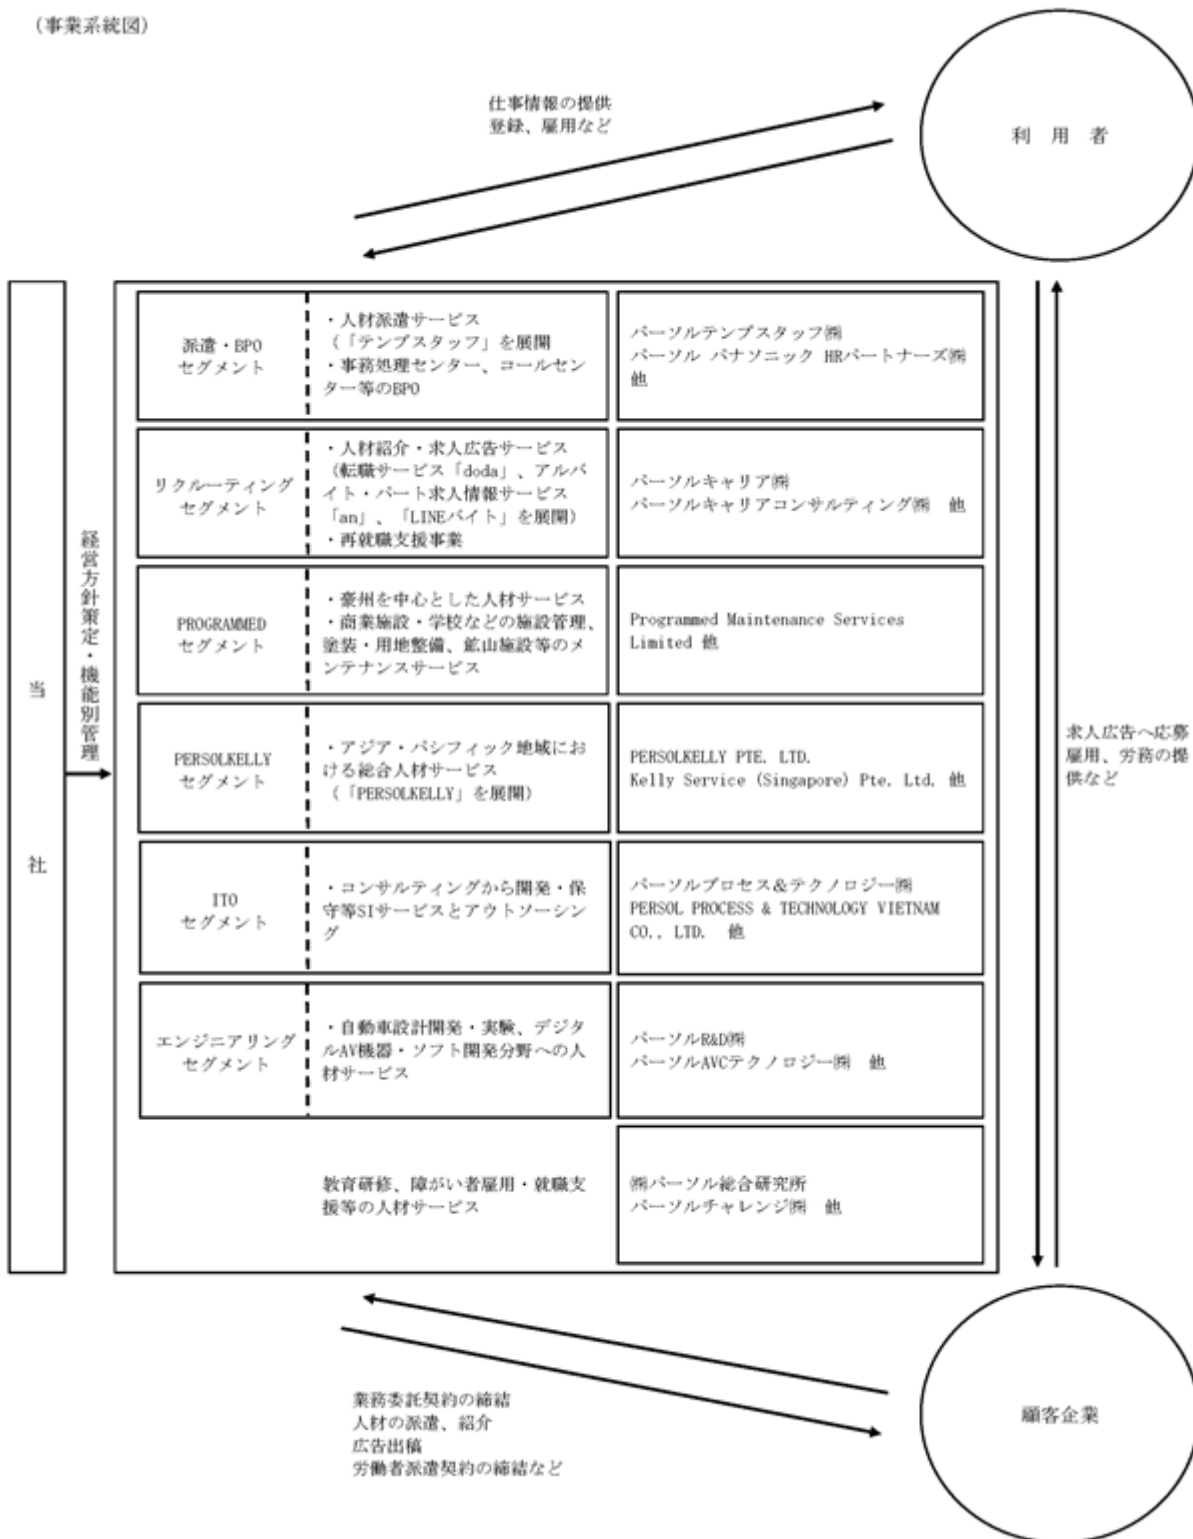 (事業系統図)
仕事情報の提供
登録、雇用など
利 用 者
当
社
経営方針策定・機能別管理
派遣・BPO
セグメント
・人材派遣サービス
(「テンプスタッフ」を展開
・事務処理センター、コールセン
ター等のBPO
パーソルテンプスタッフ㈱
パーソル パナソニック HRパートナーズ㈱
他
リクルーティング
セグメント
・人材紹介・求人広告サービス
(転職サービス「doda」、アルバ
イト・パート求人情報サービス
「an」、「LINEバイト」を展開)
・再就職支援事業
パーソルキャリア㈱
パーソルキャリアコンサルティング㈱ 他
PROGRAMMED
セグメント
・豪州を中心とした人材サービス
・商業施設・学校などの施設管理、
塗装・用地整備、鉱山施設等のメ
ンテナンスサービス
Programmed Maintenance Services
Limited 他
PERSOLKELLY
セグメント
・アジア・パシフィック地域にお
ける総合人材サービス
(「PERSOLKELLY」を展開)
PERSOLKELLY PTE. LTD.
Kelly Service (Singapore) Pte. Ltd. 他
ITO
セグメント
・コンサルティングから開発・保
守等SIサービスとアウトソーシン
グ
パーソルプロセス&テクノロジー㈱
PERSOL PROCESS & TECHNOLOGY VIETNAM
CO., LTD. 他
エンジニアリング
セグメント
・自動車設計開発・実験、デジタ
ルAV機器・ソフト開発分野への人
材サービス
パーソルR&D㈱
パーソルAVCテクノロジー㈱ 他
教育研修、障がい者雇用・就職支
援等の人材サービス
㈱パーソル総合研究所
パーソルチャレンジ㈱ 他
求人広告へ応募
雇用、労務の提
供など
業務委託契約の締結
人材の派遣、紹介
広告出稿
労働者派遣契約の締結など
顧客企業